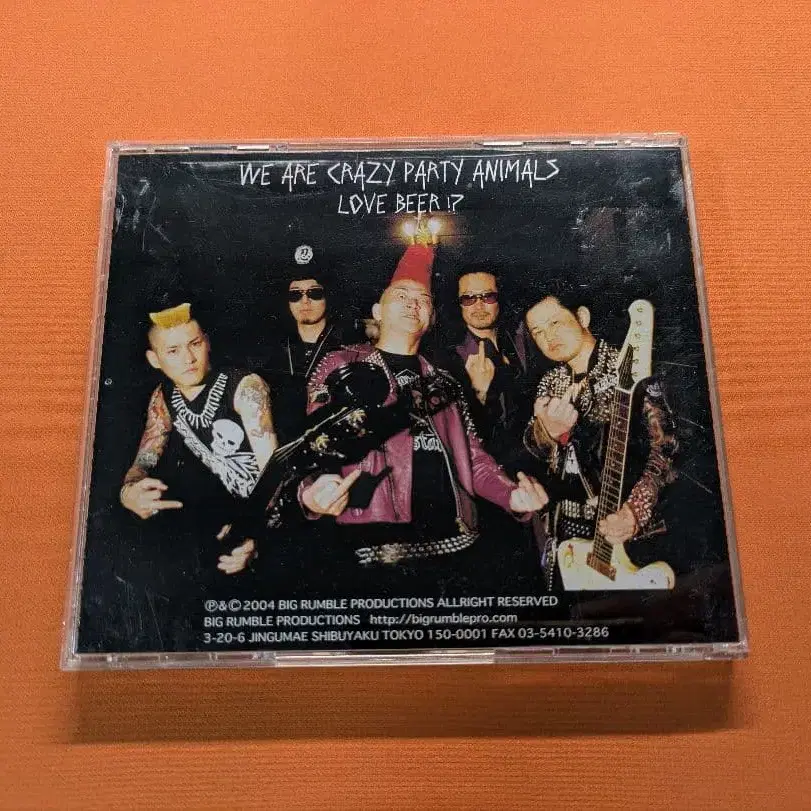 WE ARE CRAZY PARTY ANIMALS
LOVE BEER !?
℗&© 2004 BIG RUMBLE PRODUCTIONS ALLRIGHT RESERVED
BIG RUMBLE PRODUCTIONS http://bigrumblepro.com
3-20-6 JINGUMAE SHIBUYAKU TOKYO 150-0001 FAX 03-5410-3286